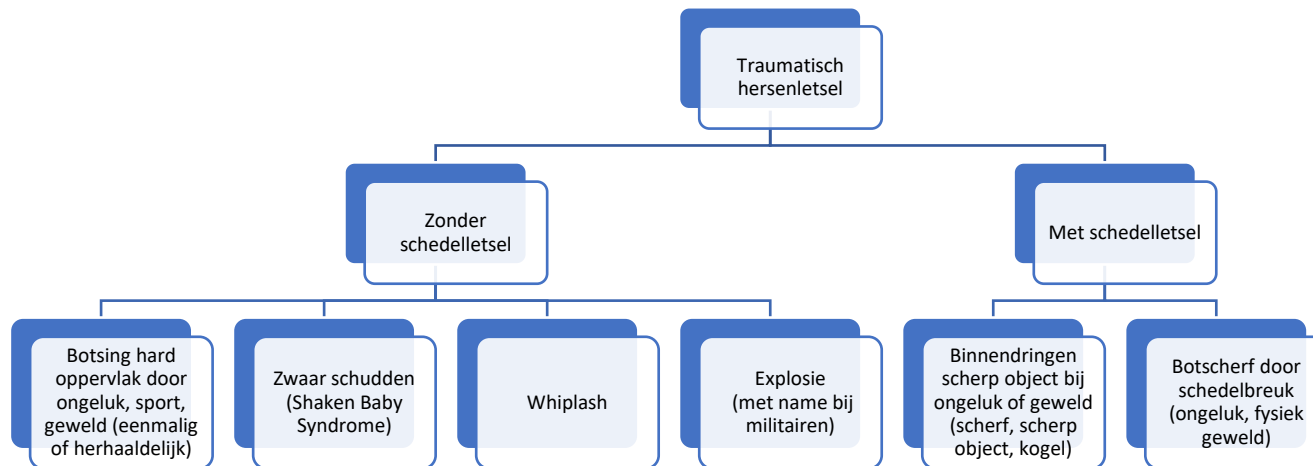 Traumatisch
hersenletsel
Zonder
schedelletsel
Met schedelletsel
Botsing hard
oppervlak door
ongeluk, sport,
geweld (eenmalig
of herhaaldelijk)
Zwaar schudden
(Shaken Baby
Syndrome)
Whiplash
Explosie
(met name bij
militairen)
Binnendringen
scherp object bij
ongeluk of geweld
(scherf, scherp
object, kogel)
Botscherf door
schedelbreuk
(ongeluk, fysiek
geweld)